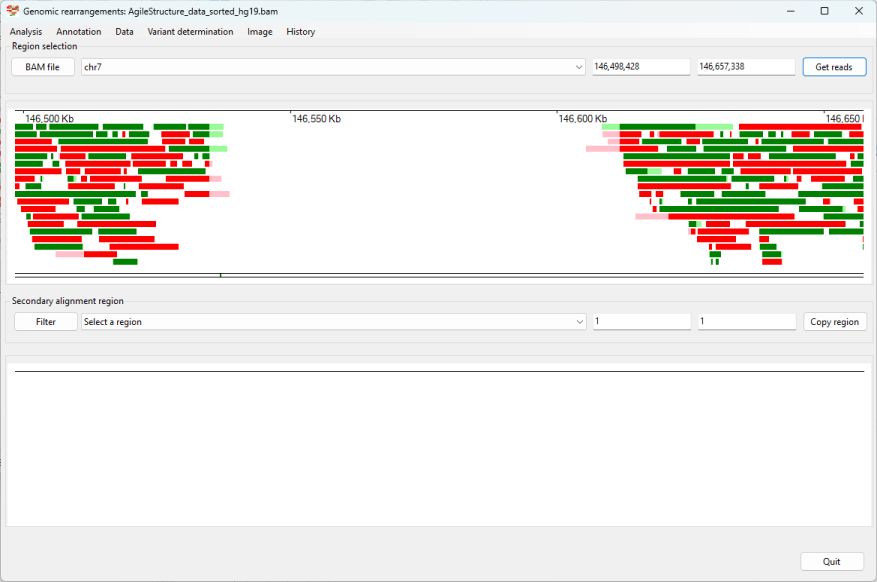 Genomic rearrangements: AgileStructure_data_sorted_hg19.bam
Analysis Annotation Data Variant determination Image History
Region selection
BAM file chr7 146,498,428 146,657,338 Get reads
146,500 Kb 146,550 Kb 146,600 Kb 146,650
Secondary alignment region
Filter Select a region 1 1 Copy region
Quit